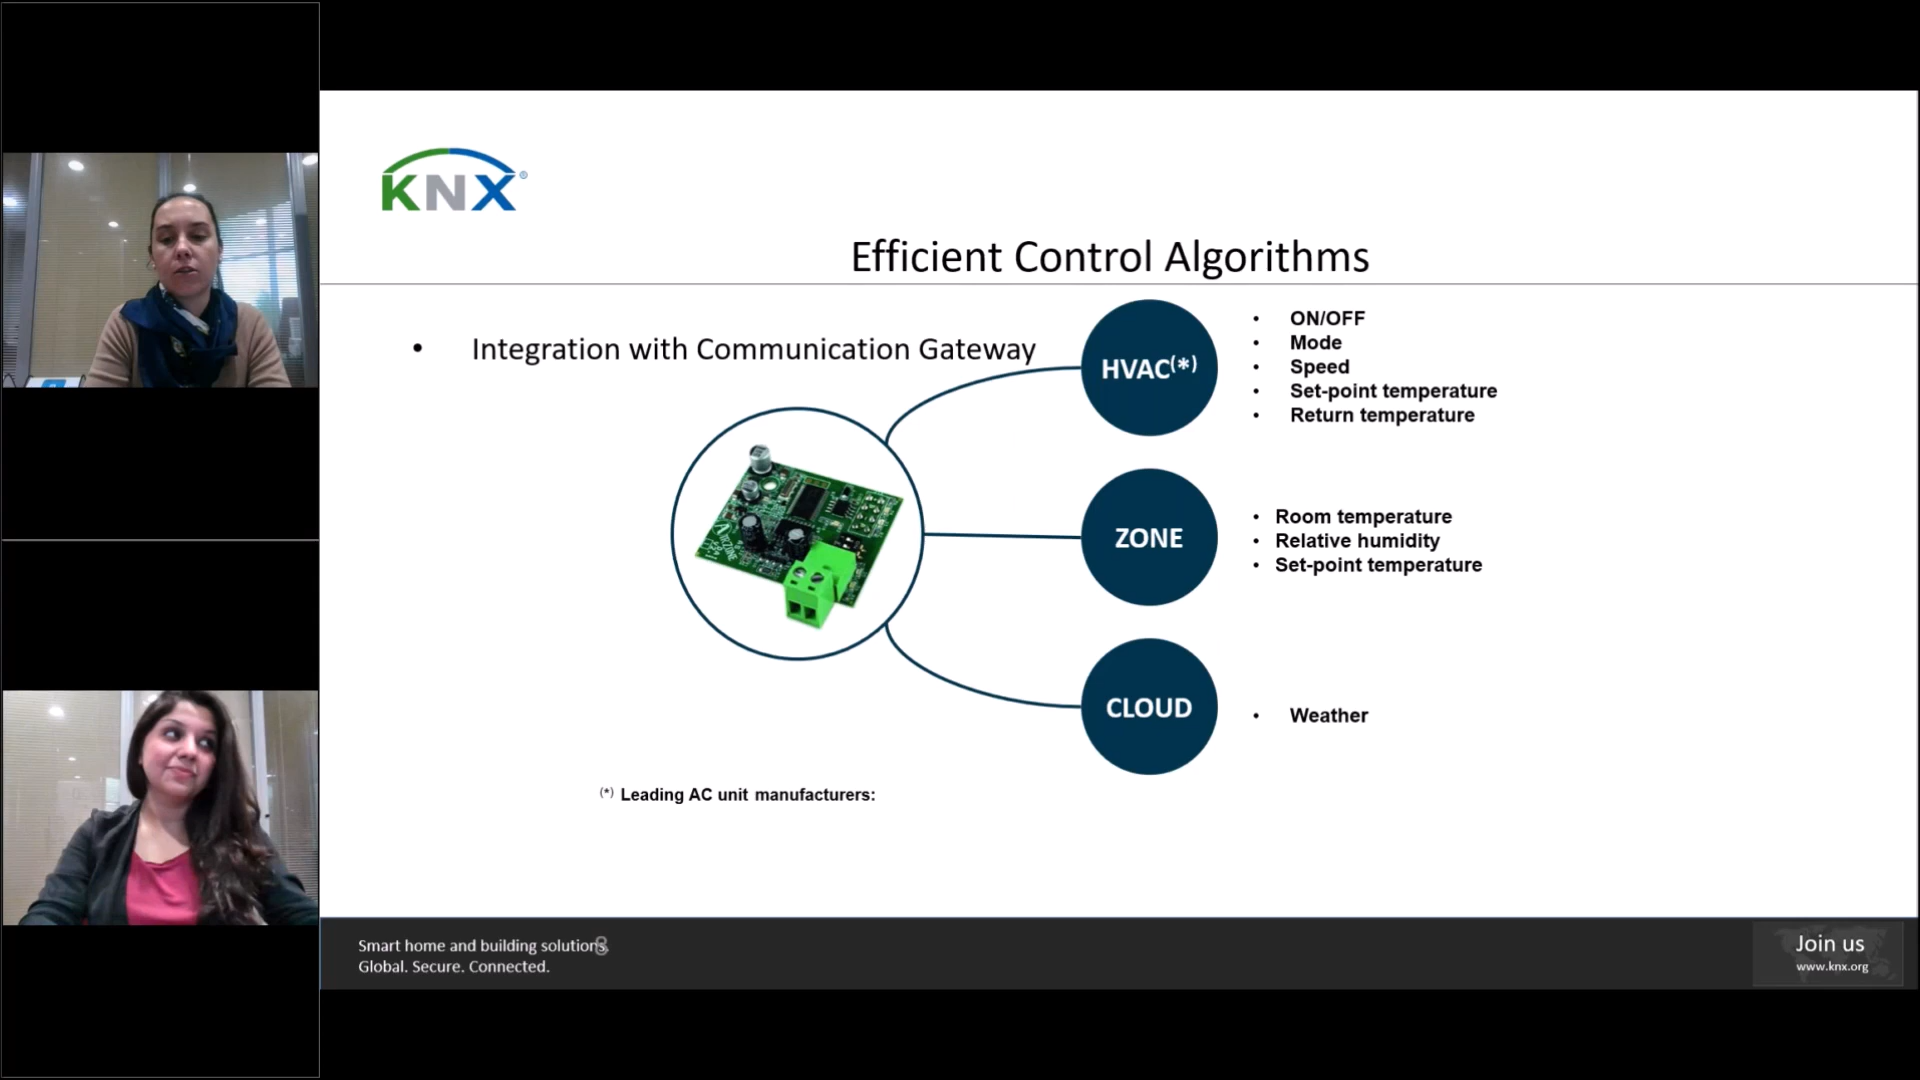 KNX®
Efficient Control Algorithms
• Integration with Communication Gateway
HVAC(*)
• ON/OFF
• Mode
• Speed
• Set-point temperature
• Return temperature
ZONE
• Room temperature
• Relative humidity
• Set-point temperature
CLOUD
• Weather
(*) Leading AC unit manufacturers:
Smart home and building solutions.
8
Global. Secure. Connected.
Join us
www.knx.org